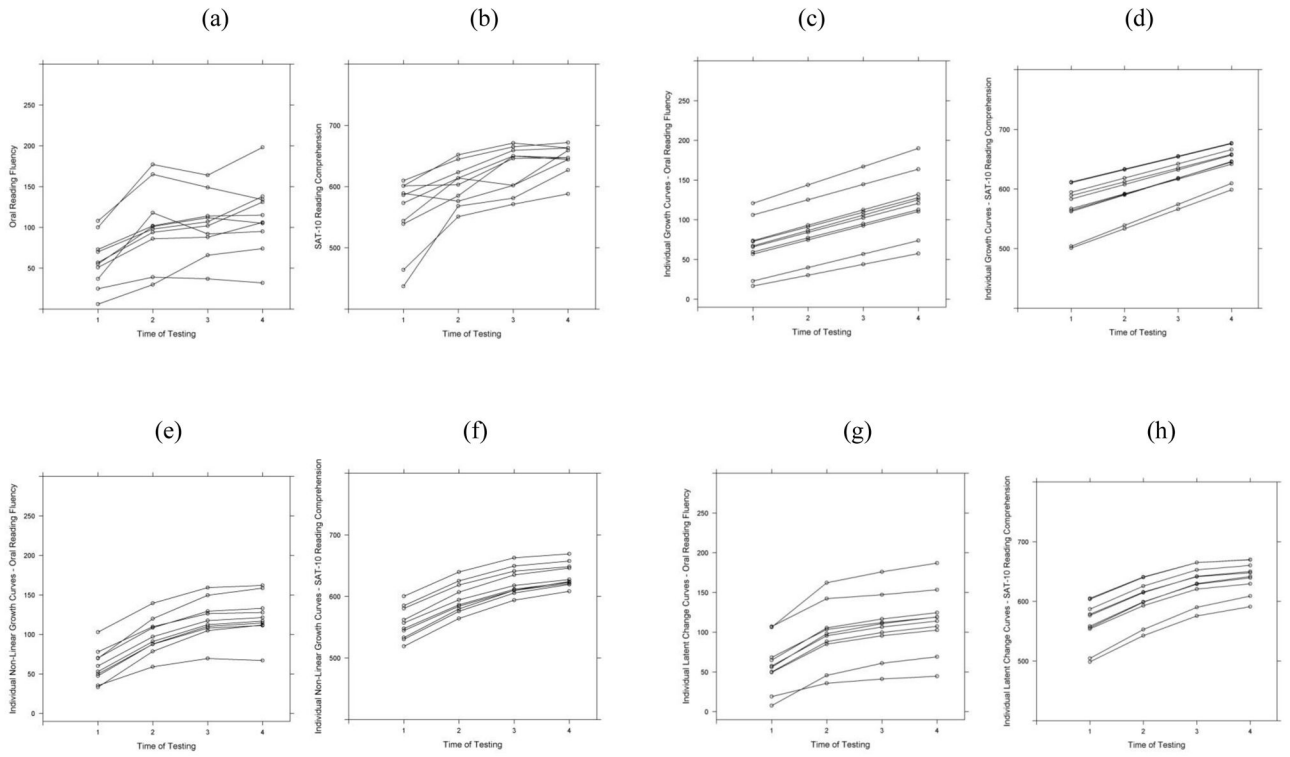 (a)
Oral Reading Fluency
250
200
150
100
50
1 2 3 4
Time of Testing
(b)
SAT-10 Reading Comprehension
700
600
500
1 2 3 4
Time of Testing
(c)
Individual Growth Curves - Oral Reading Fluency
250
200
150
100
50
0
1 2 3 4
Time of Testing
(d)
Individual Growth Curves - SAT-10 Reading Comprehension
700
600
500
1 2 3 4
Time of Testing
(e)
Individual Non-Linear Growth Curves - Oral Reading Fluency
250
200
150
100
50
0
1 2 3 4
Time of Testing
(f)
Individual Non-Linear Growth Curves - SAT-10 Reading Comprehension
700
600
500
1 2 3 4
Time of Testing
(g)
Individual Latent Change Curves - Oral Reading Fluency
250
200
150
100
50
0
1 2 3 4
Time of Testing
(h)
Individual Latent Change Curves - SAT-10 Reading Comprehension
700
600
500
1 2 3 4
Time of Testing